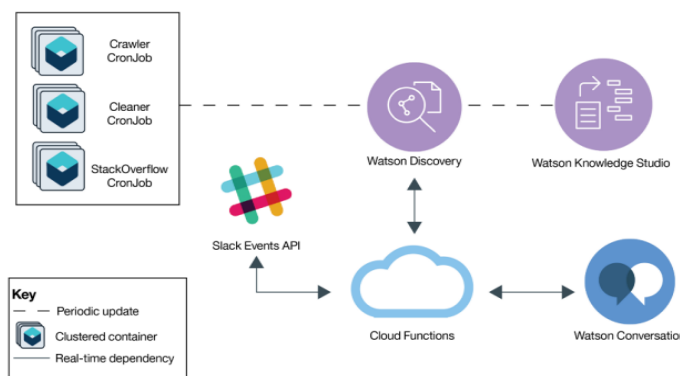 Crawler
CronJob
Cleaner
CronJob
StackOverflow
CronJob
Watson Discovery
Watson Knowledge Studio
Slack Events API
Cloud Functions
Watson Conversation
Key
Periodic update
Clustered container
Real-time dependency